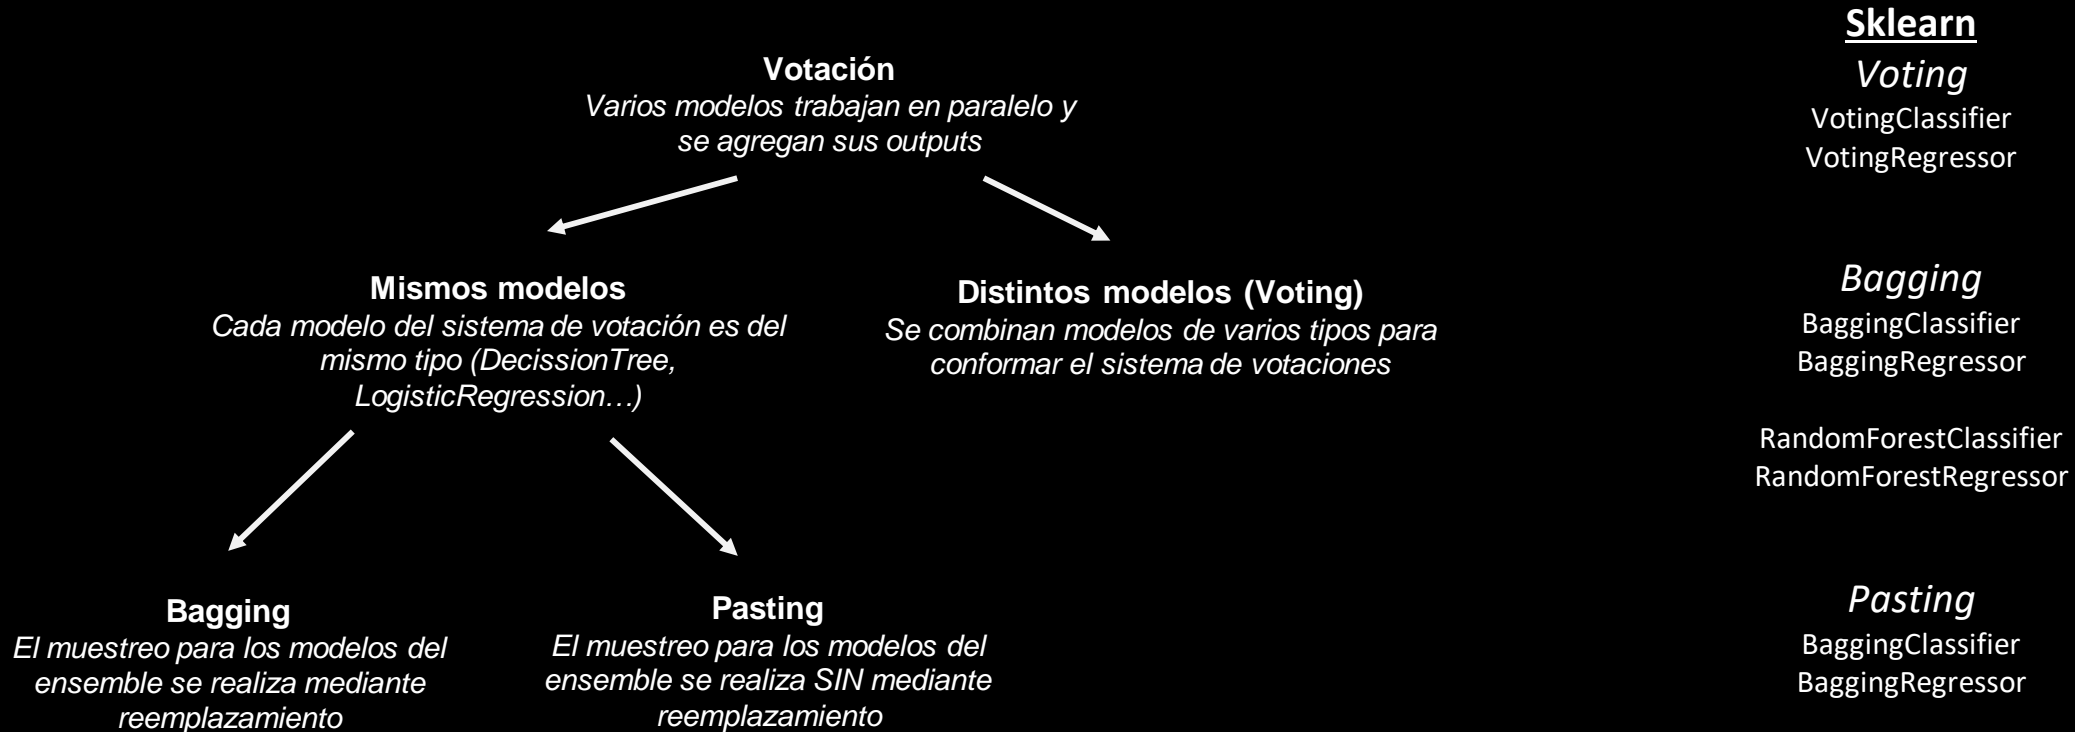 Votación
Varios modelos trabajan en paralelo y
se agregan sus outputs
Mismos modelos
Cada modelo del sistema de votación es del
mismo tipo (DecissionTree,
LogisticRegression…)
Distintos modelos (Voting)
Se combinan modelos de varios tipos para
conformar el sistema de votaciones
Bagging
El muestreo para los modelos del
ensemble se realiza mediante
reemplazamiento
Pasting
El muestreo para los modelos del
ensemble se realiza SIN mediante
reemplazamiento
Sklearn
Voting
VotingClassifier
VotingRegressor
Bagging
BaggingClassifier
BaggingRegressor
RandomForestClassifier
RandomForestRegressor
Pasting
BaggingClassifier
BaggingRegressor